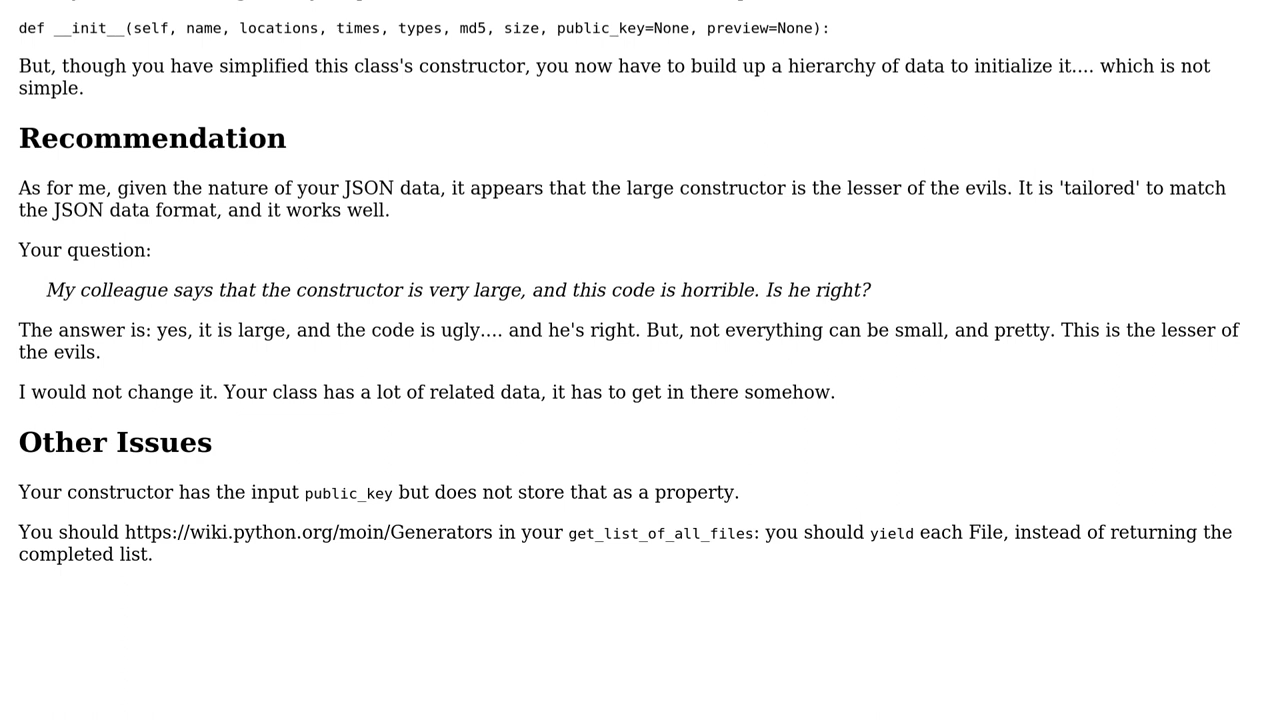 def __init__(self, name, locations, times, types, md5, size, public_key=None, preview=None):
But, though you have simplified this class's constructor, you now have to build up a hierarchy of data to initialize it.... which is not
simple.
Recommendation
As for me, given the nature of your JSON data, it appears that the large constructor is the lesser of the evils. It is 'tailored' to match
the JSON data format, and it works well.
Your question:
My colleague says that the constructor is very large, and this code is horrible. Is he right?
The answer is: yes, it is large, and the code is ugly.... and he's right. But, not everything can be small, and pretty. This is the lesser of
the evils.
I would not change it. Your class has a lot of related data, it has to get in there somehow.
Other Issues
Your constructor has the input public_key but does not store that as a property.
You should https://wiki.python.org/moin/Generators in your get_list_of_all_files: you should yield each File, instead of returning the
completed list.